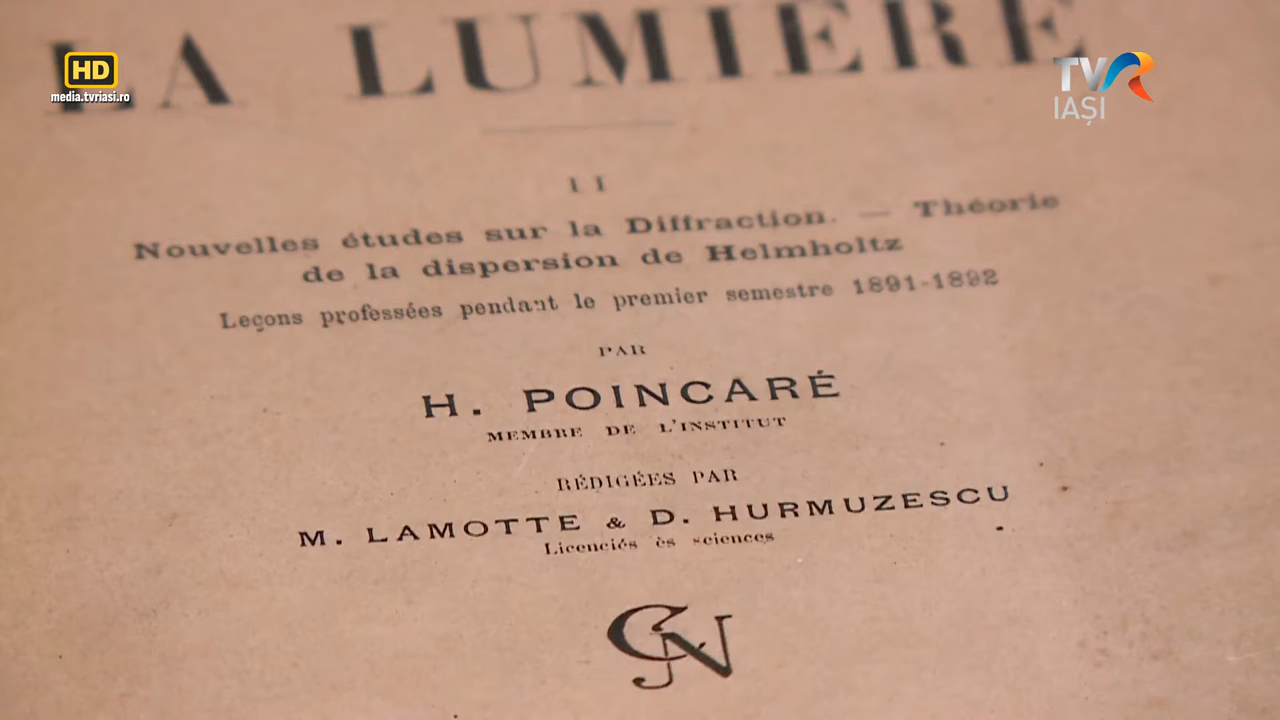 LA LUMIÈRE
HD
media.tvriasi.ro
TVR
IAȘI
II
Nouvelles études sur la Diffraction. — Théorie
de la dispersion de Helmholtz
Leçons professées pendant le premier semestre 1891-1892
PAR
H. POINCARÉ
MEMBRE DE L'INSTITUT
RÉDIGÉES PAR
M. LAMOTTE & D. HURMUZESCU
Licenciés ès sciences